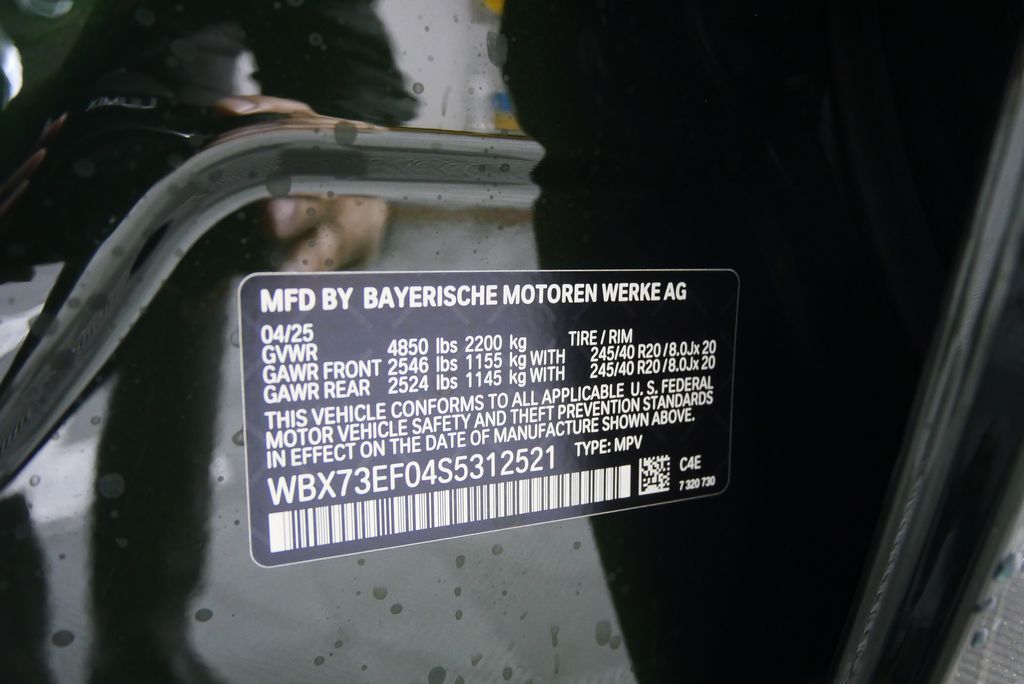 MFD BY BAYERISCHE MOTOREN WERKE AG
04/25 TIRE / RIM
GVWR 4850 lbs 2200 kg
GAWR FRONT 2546 lbs 1155 kg WITH 245/40 R20 / 8.0Jx 20
GAWR REAR 2524 lbs 1145 kg WITH 245/40 R20 / 8.0Jx 20
THIS VEHICLE CONFORMS TO ALL APPLICABLE U. S. FEDERAL
MOTOR VEHICLE SAFETY AND THEFT PREVENTION STANDARDS
IN EFFECT ON THE DATE OF MANUFACTURE SHOWN ABOVE.
WBX73EF04S5312521 TYPE: MPV
C4E
7 320 730